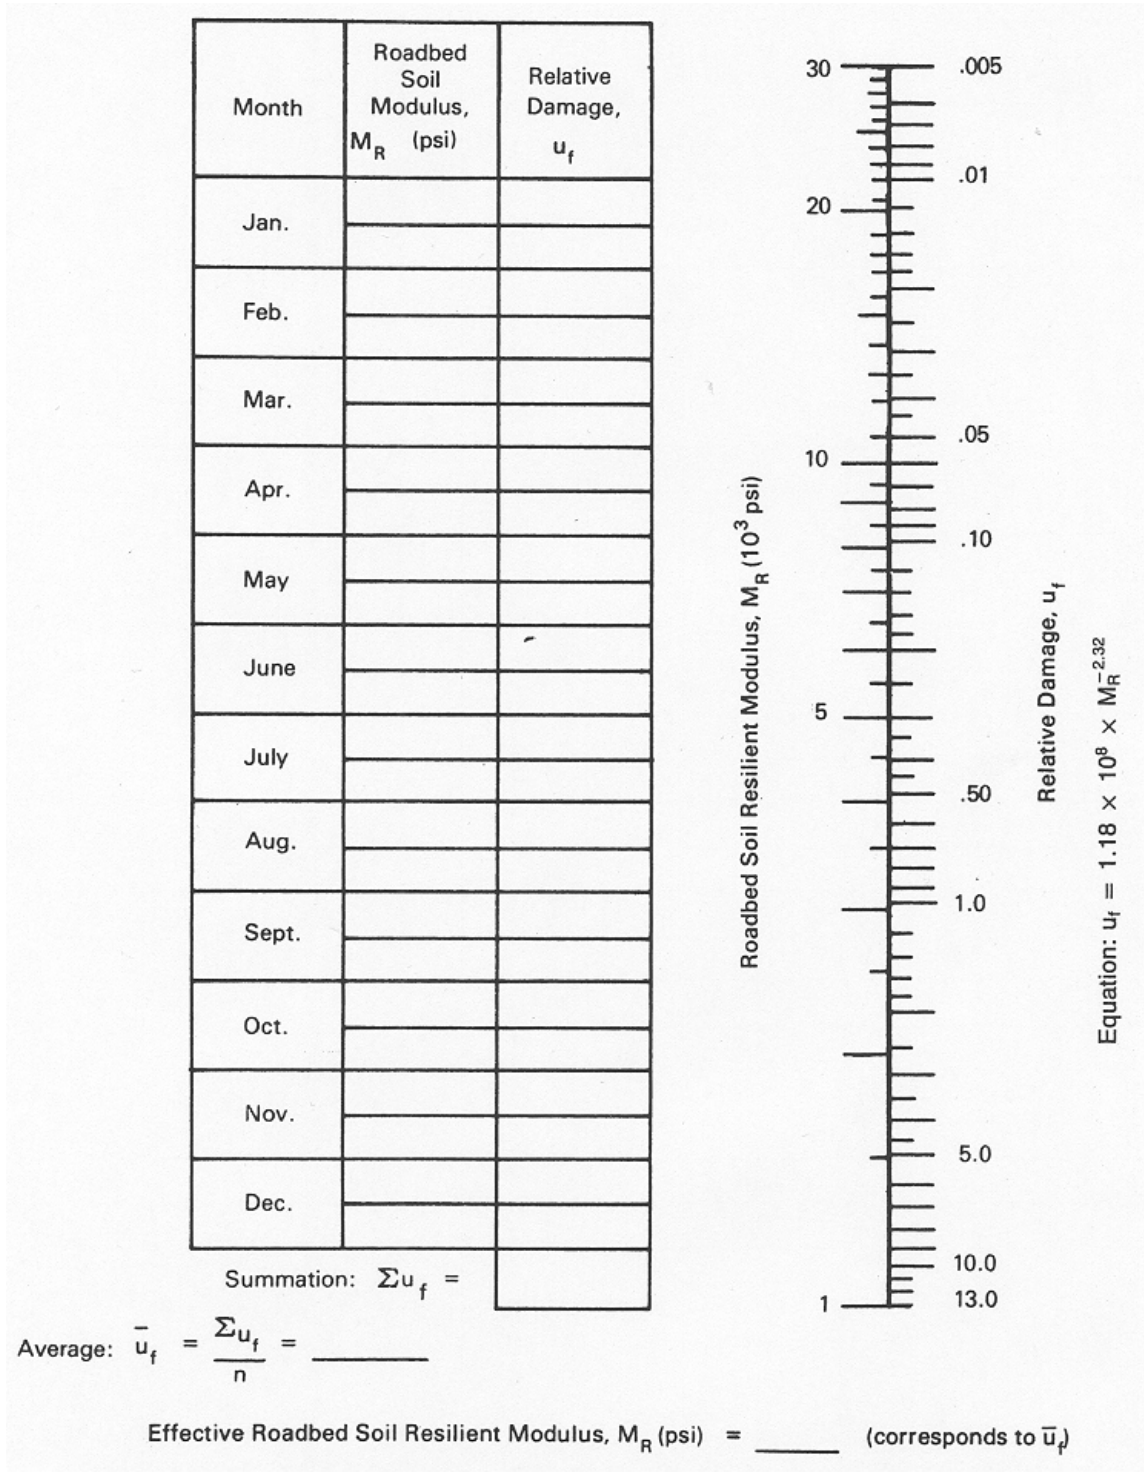 Month
Roadbed
Soil
Modulus,
M_R (psi)
Relative
Damage,
u_f
Jan.
Feb.
Mar.
Apr.
May
June
July
Aug.
Sept.
Oct.
Nov.
Dec.
Summation: Σu_f =
Average: ū_f = Σu_f / n =
Effective Roadbed Soil Resilient Modulus, M_R (psi) = (corresponds to ū_f)
Roadbed Soil Resilient Modulus, M_R (10³ psi)
30
20
10
5
1
.005
.01
.05
.10
.50
1.0
5.0
10.0
13.0
Relative Damage, u_f
Equation: u_f = 1.18 × 10⁸ × M_R^-2.32